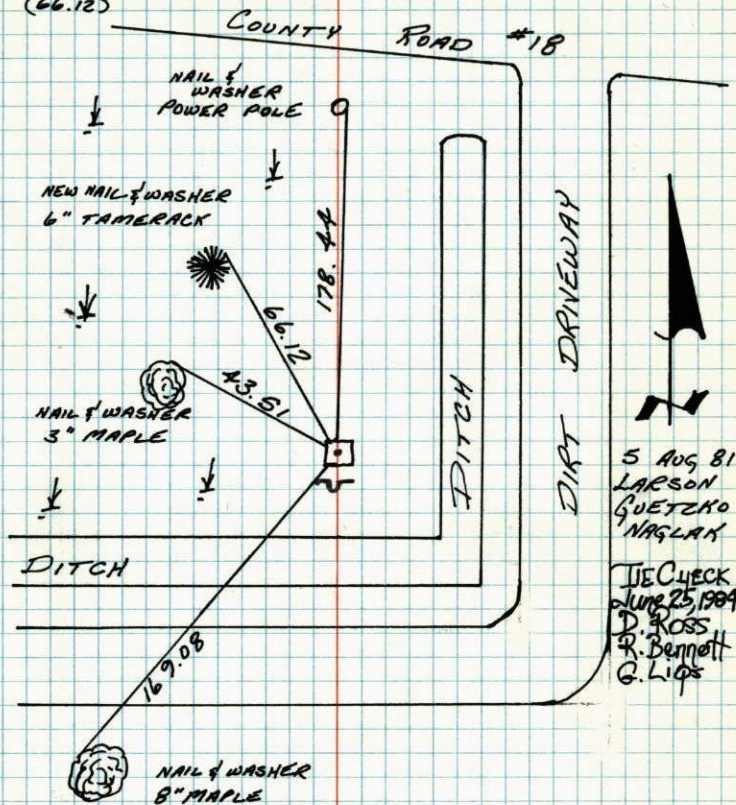 (66.12)
COUNTY ROAD #18
NAIL &
WASHER
POWER POLE
NEW NAIL & WASHER
6" TAMERACK
178.44
66.12
43.51
NAIL & WASHER
3" MAPLE
DITCH
DIRT DRIVEWAY
N
5 AUG 81
LARSON
GUETZKO
NAGLAK
DITCH
TIE CHECK
June 25, 1984
D. ROSS
R. Bennett
G. Lips
169.08
NAIL & WASHER
8" MAPLE